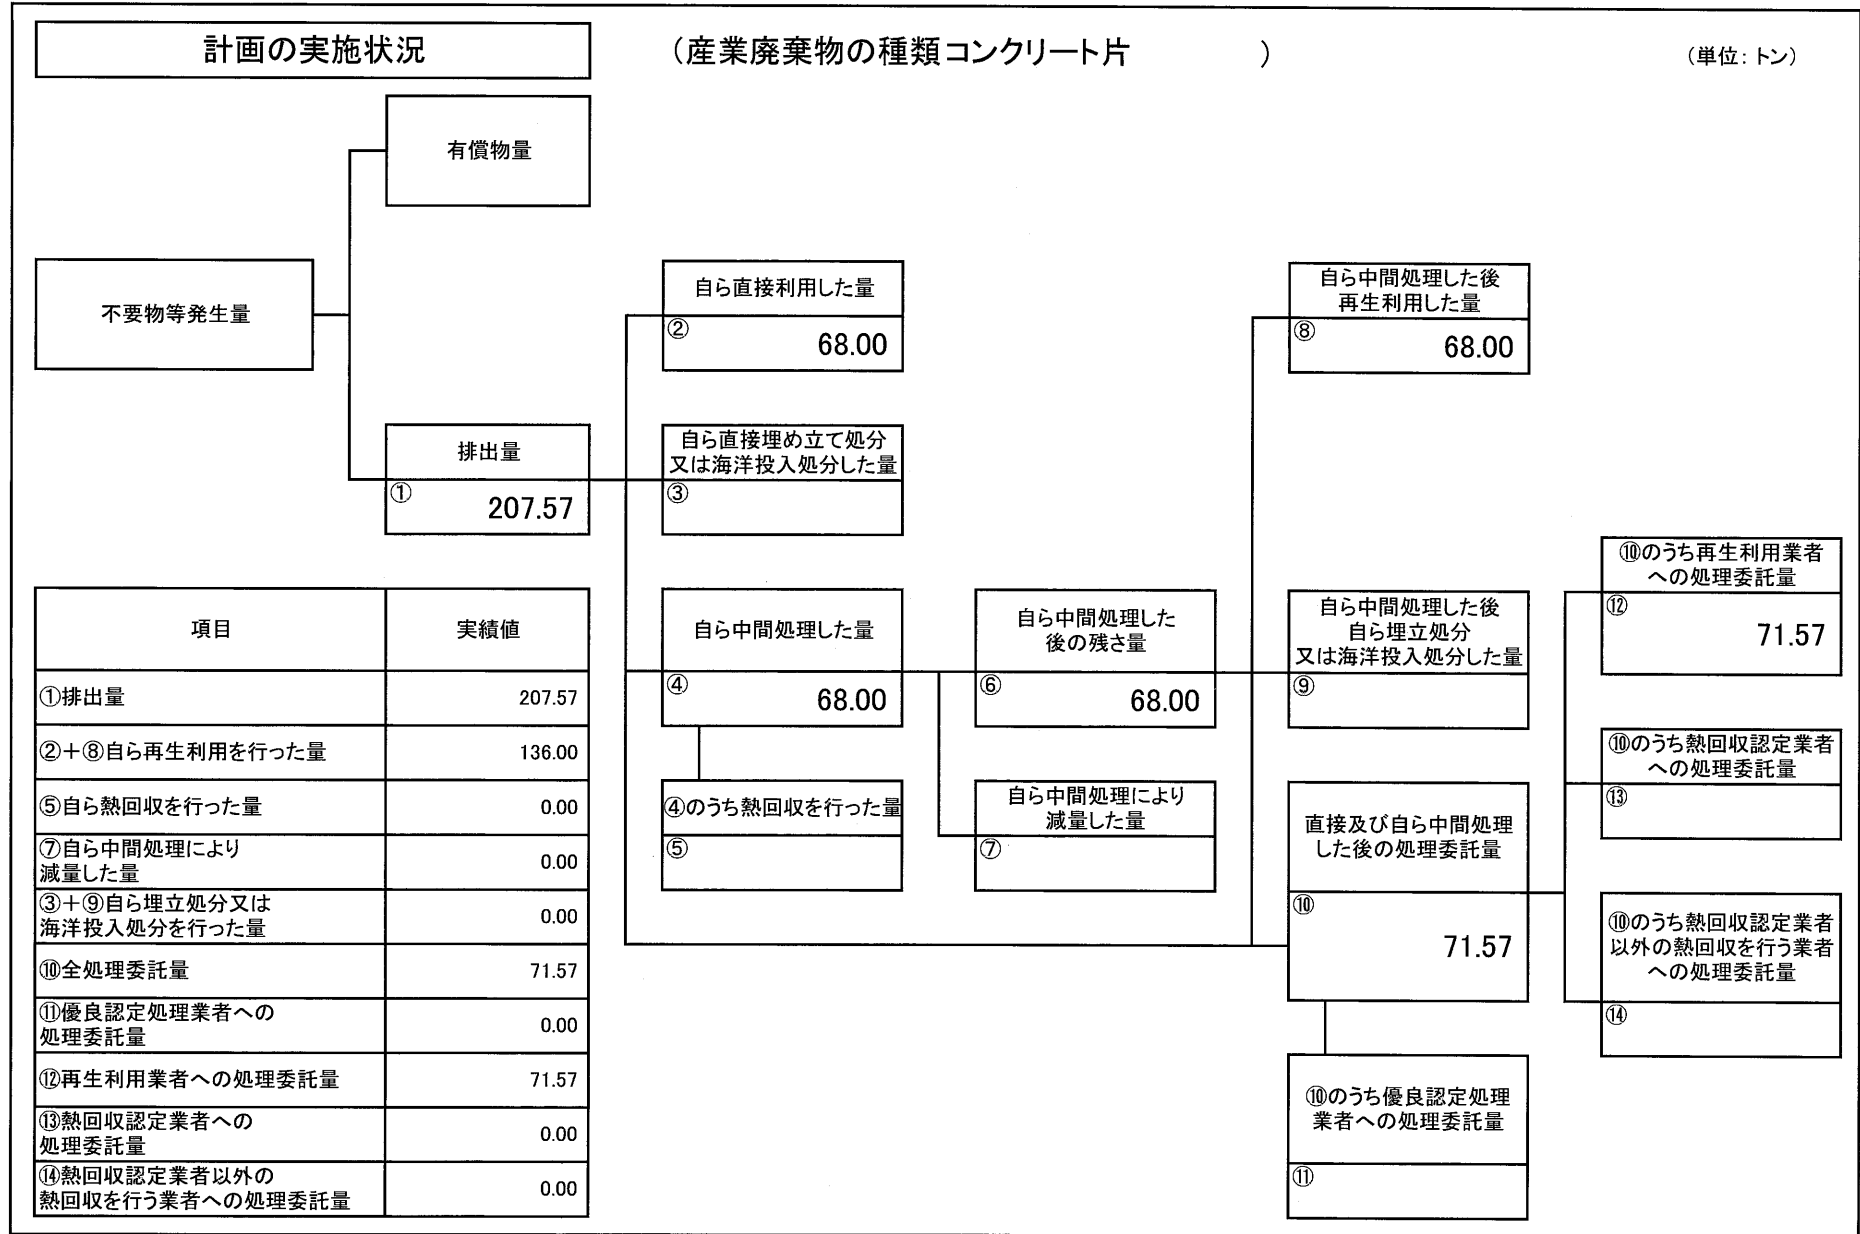 計画の実施状況
（産業廃棄物の種類コンクリート片　　　　）
（単位：トン）
有償物量
不要物等発生量
排出量
①
207.57
自ら直接利用した量
②
68.00
自ら直接埋め立て処分
又は海洋投入処分した量
③
自ら中間処理した量
④
68.00
④のうち熱回収を行った量
⑤
自ら中間処理した
後の残さ量
⑥
68.00
自ら中間処理により
減量した量
⑦
自ら中間処理した後
再生利用した量
⑧
68.00
自ら中間処理した後
自ら埋立処分
又は海洋投入処分した量
⑨
直接及び自ら中間処理
した後の処理委託量
⑩
71.57
⑩のうち優良認定処理
業者への処理委託量
⑪
⑩のうち再生利用業者
への処理委託量
⑫
71.57
⑩のうち熱回収認定業者
への処理委託量
⑬
⑩のうち熱回収認定業者
以外の熱回収を行う業者
への処理委託量
⑭
項目 実績値
①排出量 207.57
②＋⑧自ら再生利用を行った量 136.00
⑤自ら熱回収を行った量 0.00
⑦自ら中間処理により
減量した量 0.00
③＋⑨自ら埋立処分又は
海洋投入処分を行った量 0.00
⑩全処理委託量 71.57
⑪優良認定処理業者への
処理委託量 0.00
⑫再生利用業者への処理委託量 71.57
⑬熱回収認定業者への
処理委託量 0.00
⑭熱回収認定業者以外の
熱回収を行う業者への処理委託量 0.00